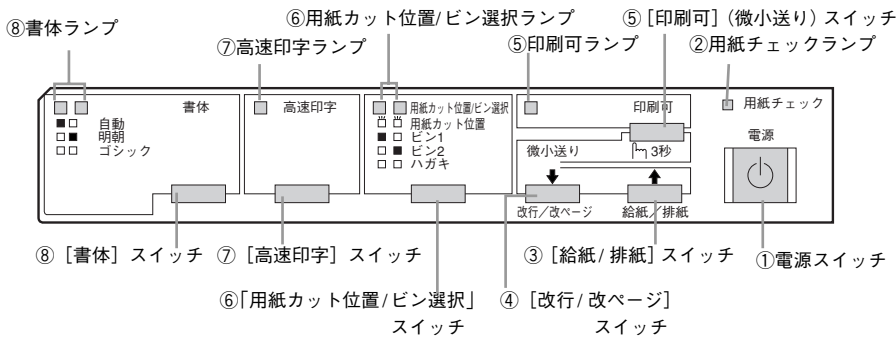 ⑥用紙カット位置/ビン選択ランプ
⑤［印刷可］（微小送り）スイッチ
⑧書体ランプ
⑦高速印字ランプ
⑤印刷可ランプ
②用紙チェックランプ
書体
自動
明朝
ゴシック
高速印字
用紙カット位置/ビン選択
用紙カット位置
ビン1
ビン2
ハガキ
印刷可
微小送り
3秒
改行／改ページ
給紙／排紙
用紙チェック
電源
⑧［書体］スイッチ
⑦［高速印字］スイッチ
③［給紙/排紙］スイッチ
①電源スイッチ
⑥「用紙カット位置/ビン選択」
スイッチ
④［改行/改ページ］
スイッチ